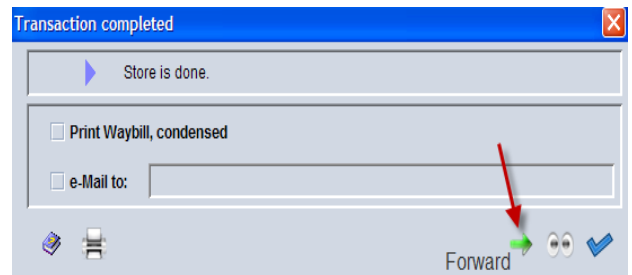 Transaction completed
Store is done.
Print Waybill, condensed
e-Mail to:
Forward